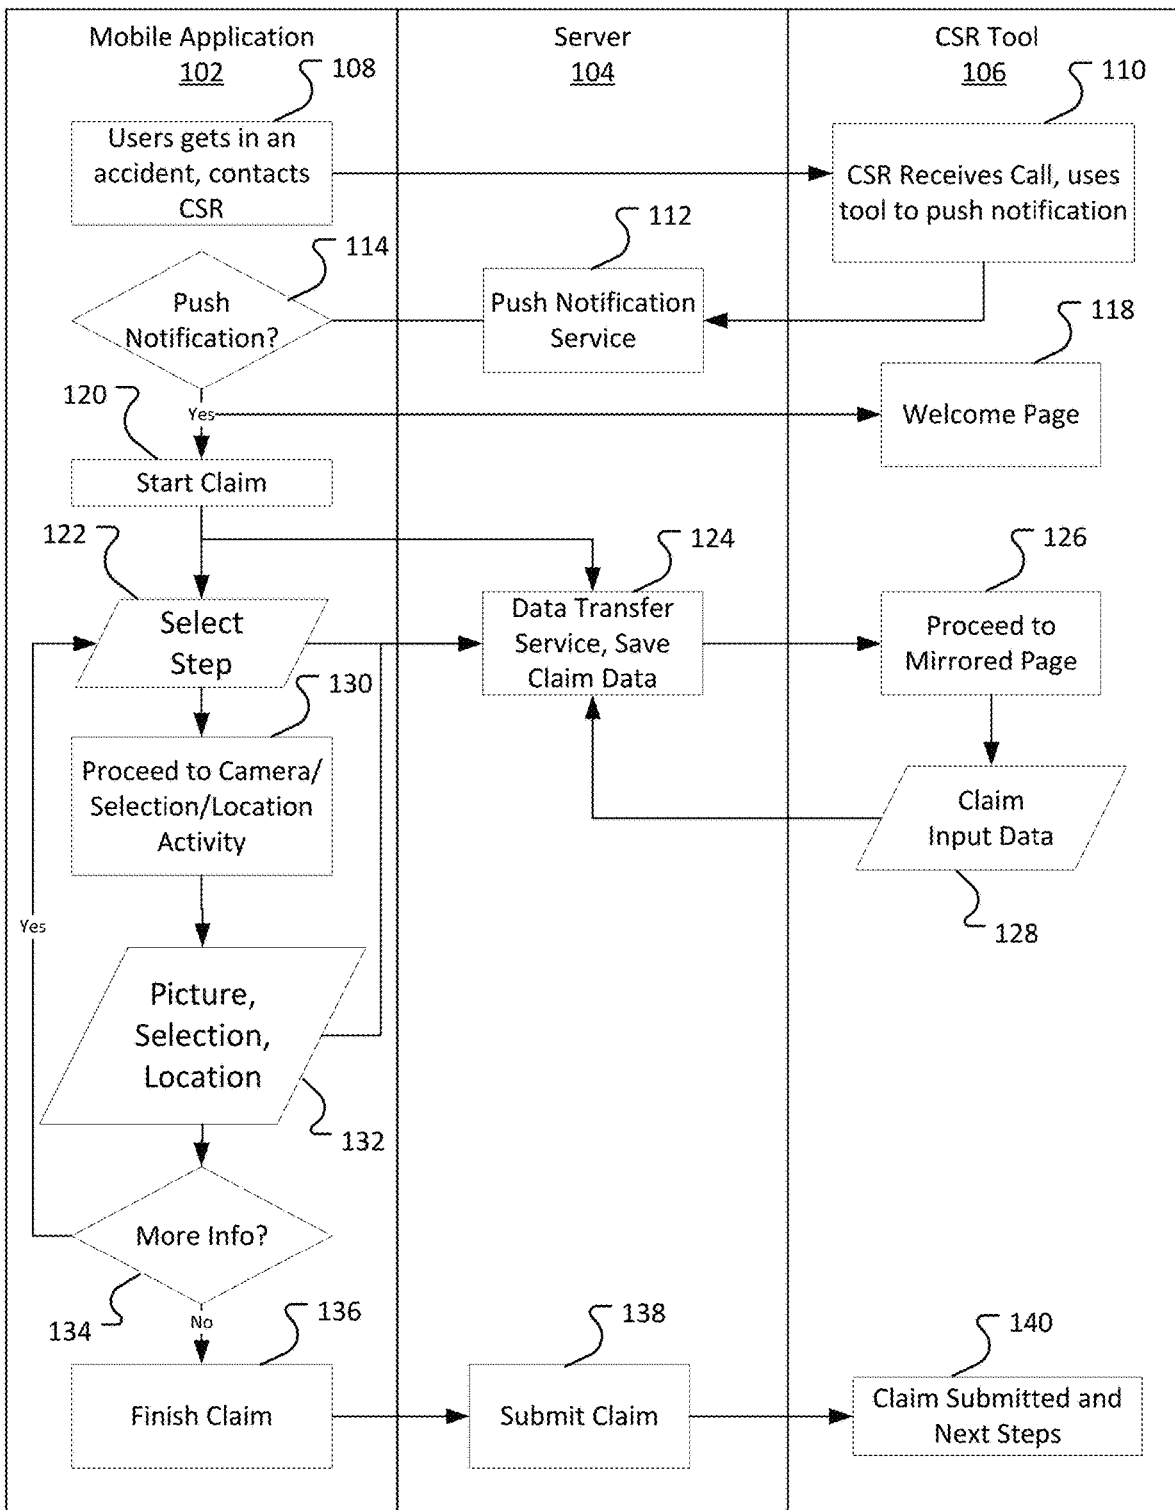 Mobile Application
102
Server
104
CSR Tool
106
108
110
Users gets in an
accident, contacts
CSR
CSR Receives Call, uses
tool to push notification
112
114
Push
Notification?
Push Notification
Service
118
120
Yes
Welcome Page
Start Claim
122
124
126
Select
Step
Data Transfer
Service, Save
Claim Data
Proceed to
Mirrored Page
130
Proceed to Camera/
Selection/Location
Activity
Claim
Input Data
128
Yes
Picture,
Selection,
Location
132
More Info?
134
No
136
138
140
Finish Claim
Submit Claim
Claim Submitted and
Next Steps